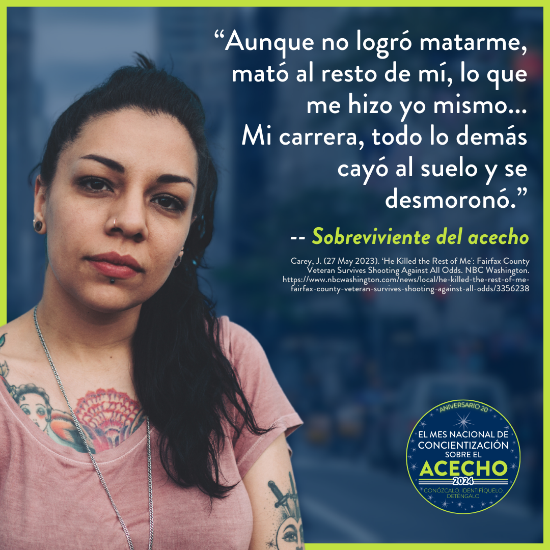 “Aunque no logró matarme,
mató al resto de mí, lo que
me hizo yo mismo...
Mi carrera, todo lo demás
cayó al suelo y se
desmoronó.”
-- Sobreviviente del acecho
Carey, J. (27 May 2023). ‘He Killed the Rest of Me’: Fairfax County
Veteran Survives Shooting Against All Odds. NBC Washington.
https://www.nbcwashington.com/news/local/he-killed-the-rest-of-me-
fairfax-county-veteran-survives-shooting-against-all-odds/3356238
ANIVERSARIO 20
EL MES NACIONAL DE
CONCIENTIZACIÓN
SOBRE EL
ACECHO
2024
CONÓZCALO, IDENTIFÍQUELO,
DETÉNGALO